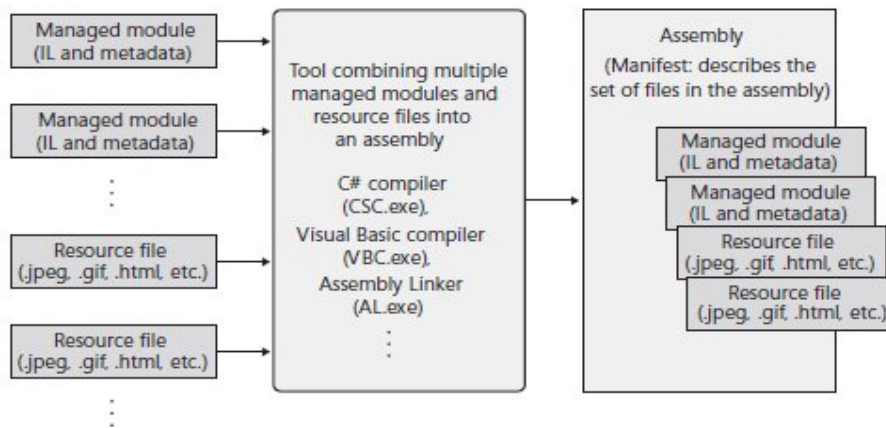 Managed module
(IL and metadata)
Managed module
(IL and metadata)
Resource file
(.jpeg, .gif, .html, etc.)
Resource file
(.jpeg, .gif, .html, etc.)
Tool combining multiple
managed modules and
resource files into
an assembly
C# compiler
(CSC.exe),
Visual Basic compiler
(VBC.exe),
Assembly Linker
(AL.exe)
Assembly
(Manifest: describes the
set of files in the assembly)
Managed module
(IL and metadata)
Managed module
(IL and metadata)
Resource file
(.jpeg, .gif, .html, etc.)
Resource file
(.jpeg, .gif, .html, etc.)